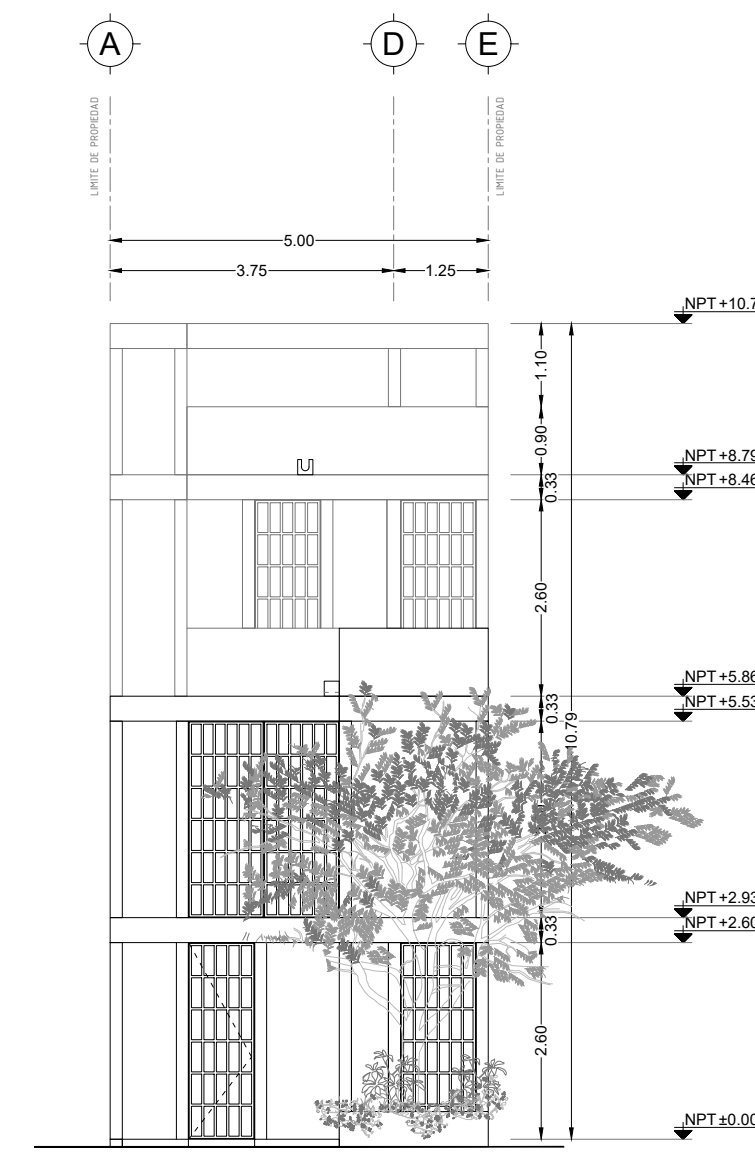 A
D
E
LIMITE DE PROPIEDAD
LIMITE DE PROPIEDAD
5.00
3.75
1.25
NPT +10.7
1.10
0.90
NPT +8.79
NPT +8.46
0.33
2.60
NPT +5.86
NPT +5.53
0.33
10.79
NPT +2.93
NPT +2.60
0.33
2.60
NPT ±0.00